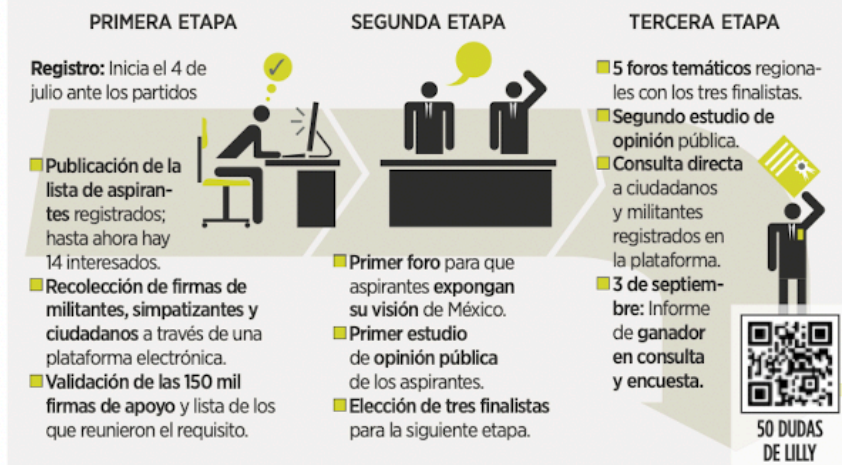 PRIMERA ETAPA
Registro: Inicia el 4 de
julio ante los partidos
Publicación de la
lista de aspiran-
tes registrados;
hasta ahora hay
14 interesados.
Recolección de firmas de
militantes, simpatizantes y
ciudadanos a través de una
plataforma electrónica.
Validación de las 150 mil
firmas de apoyo y lista de los
que reunieron el requisito.
SEGUNDA ETAPA
Primer foro para que
aspirantes expongan
su visión de México.
Primer estudio
de opinión pública
de los aspirantes.
Elección de tres finalistas
para la siguiente etapa.
TERCERA ETAPA
5 foros temáticos regiona-
les con los tres finalistas.
Segundo estudio de
opinión pública.
Consulta directa
a ciudadanos
y militantes
registrados en
la plataforma.
3 de septiem-
bre: Informe
de ganador
en consulta
y encuesta.
50 DUDAS
DE LILLY